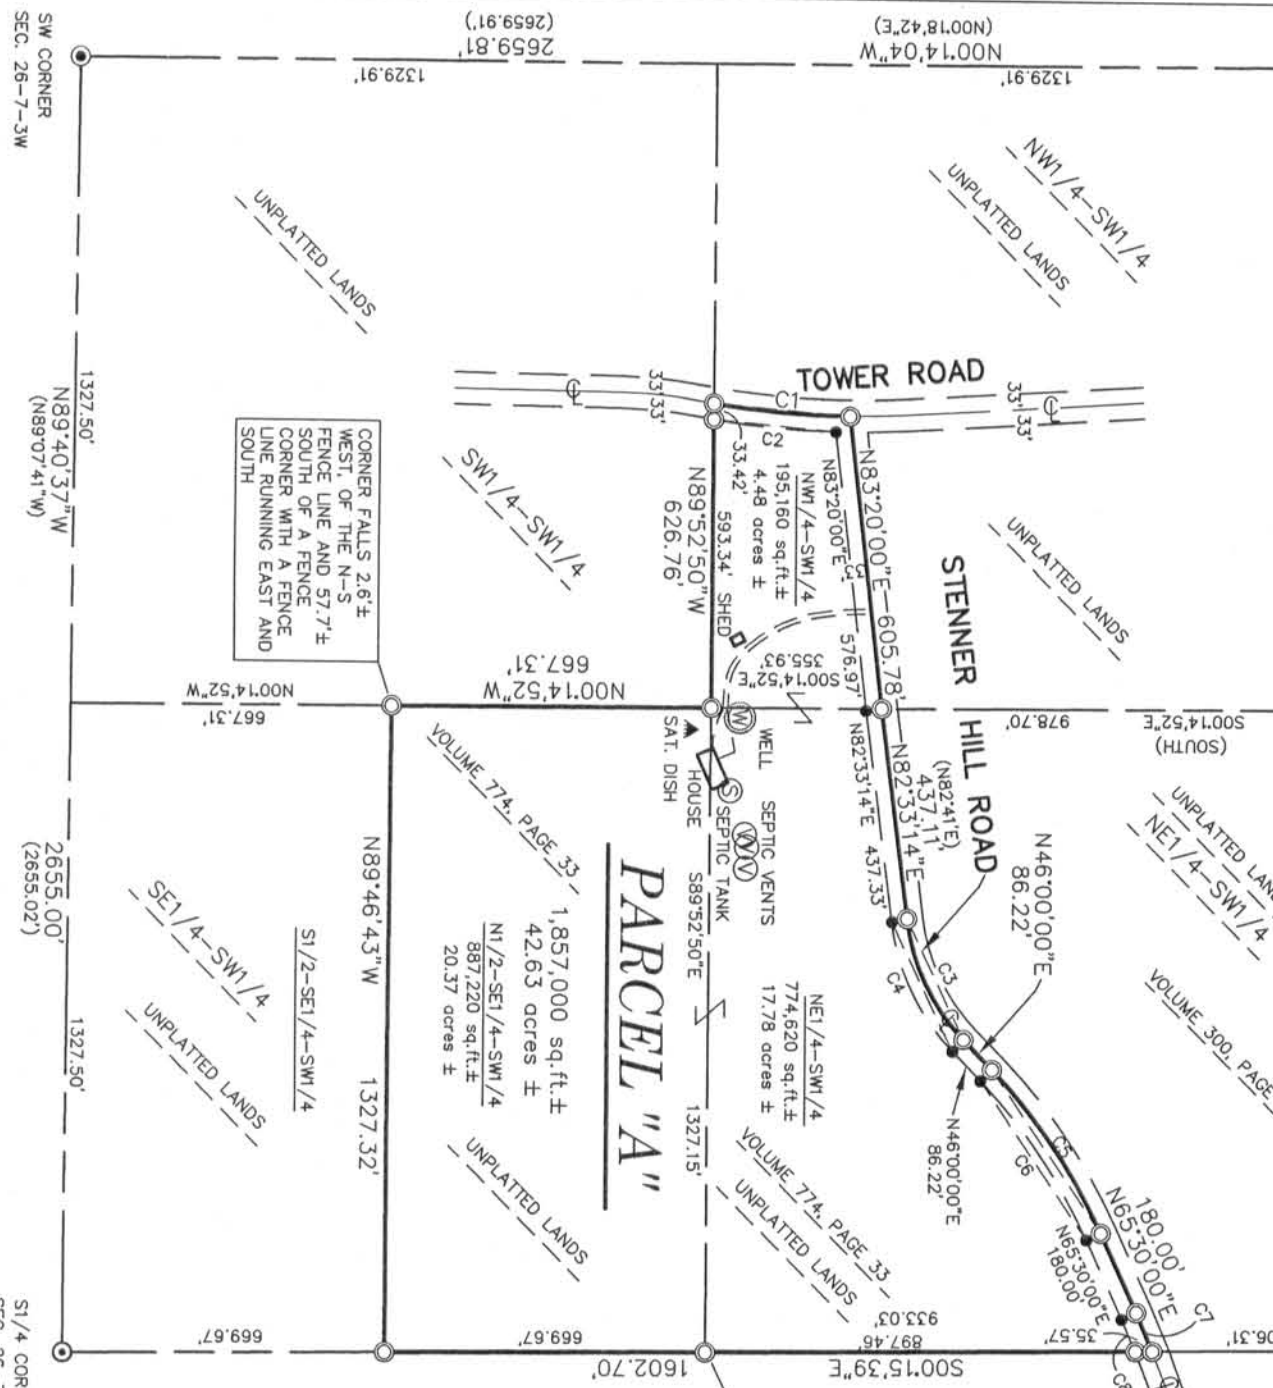 SW CORNER
SEC. 26-7-3W
1329.91'
2659.81'
(2659.91')
N00°14'04"W
(N00°18'42"E)
1329.91'
UNPLATTED LANDS
NW1/4-SW1/4
UNPLATTED LANDS
1327.50'
N89°40'37"W
(N89°07'41"W)
33' 33'
TOWER ROAD
33' 33'
C1
C2
33.42'
CORNER FALLS 2.6'±
WEST, OF THE N-S
FENCE LINE AND 57.7'±
SOUTH OF A FENCE
CORNER WITH A FENCE
LINE RUNNING EAST AND
SOUTH
SW1/4-SW1/4
N89°52'50"W
626.76'
593.34'
SHED
NW1/4-SW1/4
195,160 sq.ft.±
4.48 acres ±
N83°20'00"E
576.97'
N83°20'00"E-605.78'
STENNER HILL ROAD
UNPLATTED LANDS
N00°14'52"W
667.31'
N00°14'52"W
667.31'
S00°14'52"E
355.93'
978.70'
S00°14'52"E
(SOUTH)
WELL
W
SAT. DISH
HOUSE
S
SEPTIC TANK
VVV
SEPTIC VENTS
N82°33'14"E
437.33'
N82°33'14"E
437.11'
(N82°41'E)
N46°00'00"E
86.22'
UNPLATTED
NE1/4-SW1/4
VOLUME 300, PAGE
VOLUME 774, PAGE 33
2655.00'
(2655.02')
SE1/4-SW1/4
UNPLATTED LANDS
S1/2-SE1/4-SW1/4
N89°46'43"W
1327.32'
N1/2-SE1/4-SW1/4
887,220 sq.ft.±
20.37 acres ±
1,857,000 sq.ft.±
42.63 acres ±
PARCEL "A"
S89°52'50"E
1327.15'
NE1/4-SW1/4
774,620 sq.ft.±
17.78 acres ±
C3
C4
N46°00'00"E
86.22'
C5
C6
180.00'
N65°30'00"E
N65°30'00"E
180.00'
C7
UNPLATTED LANDS
VOLUME 774, PAGE 33
UNPLATTED LANDS
1327.50'
669.67'
669.67'
1602.70'
933.03'
897.46'
S00°15'39"E
35.57'
06.31'
S1/4 COR